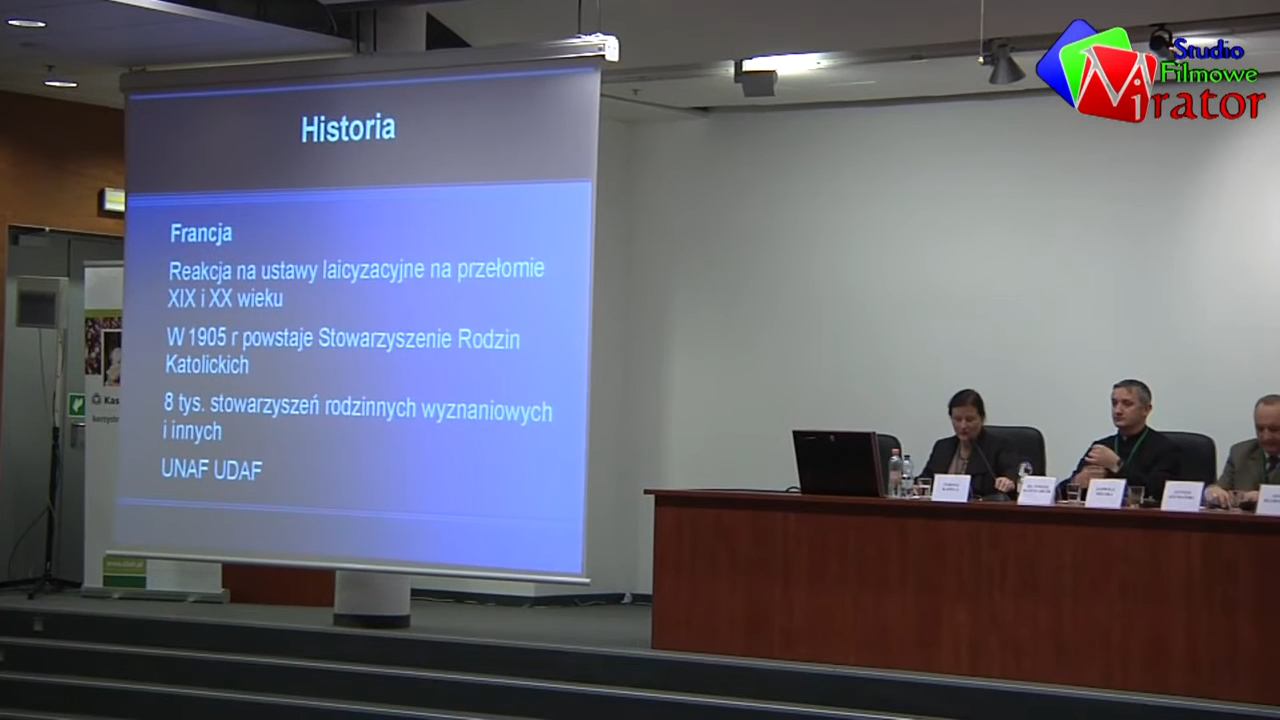 Studio
Filmowe
Mirator
Historia
Francja
Reakcja na ustawy laicyzacyjne na przełomie
XIX i XX wieku
W 1905 r powstaje Stowarzyszenie Rodzin
Katolickich
8 tys. stowarzyszeń rodzinnych wyznaniowych
i innych
UNAF UDAF
Kas